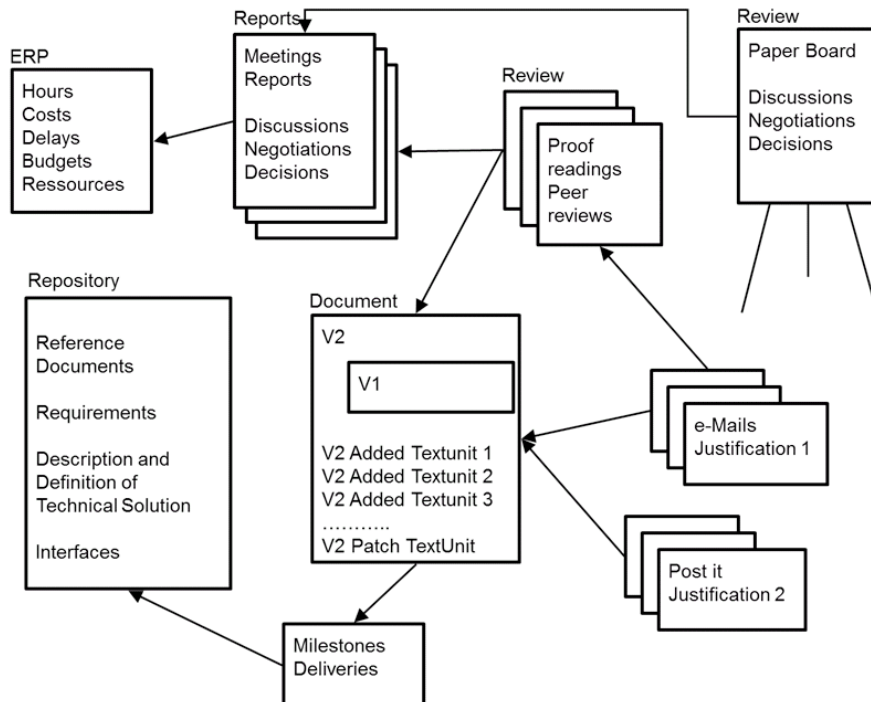 Reports
Meetings
Reports
Discussions
Negotiations
Decisions
Review
Paper Board
Discussions
Negotiations
Decisions
ERP
Hours
Costs
Delays
Budgets
Ressources
Review
Proof
readings
Peer
reviews
Repository
Reference
Documents
Requirements
Description and
Definition of
Technical Solution
Interfaces
Document
V2
V1
V2 Added Textunit 1
V2 Added Textunit 2
V2 Added Textunit 3
………..
V2 Patch TextUnit
e-Mails
Justification 1
Post it
Justification 2
Milestones
Deliveries